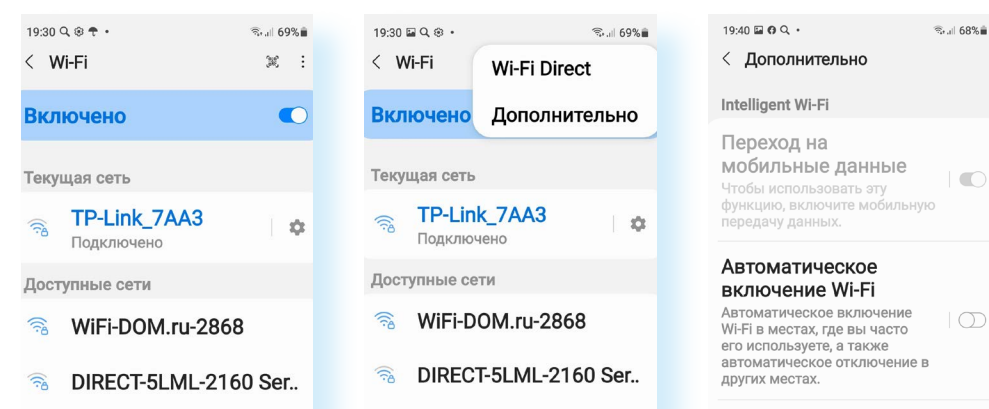 19:30
69%
Wi-Fi
Включено
Текущая сеть
TP-Link_7AA3
Подключено
Доступные сети
WiFi-DOM.ru-2868
DIRECT-5LML-2160 Ser..
19:30
69%
Wi-Fi
Wi-Fi Direct
Дополнительно
Включено
Текущая сеть
TP-Link_7AA3
Подключено
Доступные сети
WiFi-DOM.ru-2868
DIRECT-5LML-2160 Ser..
19:40
68%
Дополнительно
Intelligent Wi-Fi
Переход на
мобильные данные
Чтобы использовать эту
функцию, включите мобильную
передачу данных.
Автоматическое
включение Wi-Fi
Автоматическое включение
Wi-Fi в местах, где вы часто
его используете, а также
автоматическое отключение в
других местах.